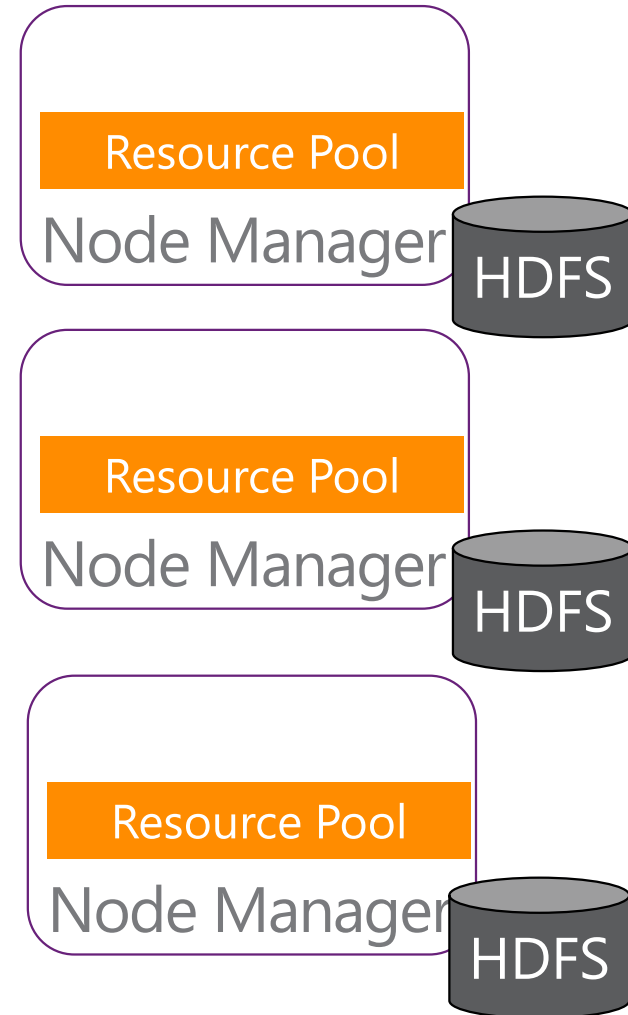 Resource Pool
Node Manager
HDFS
Resource Pool
Node Manager
HDFS
Resource Pool
Node Manager
HDFS